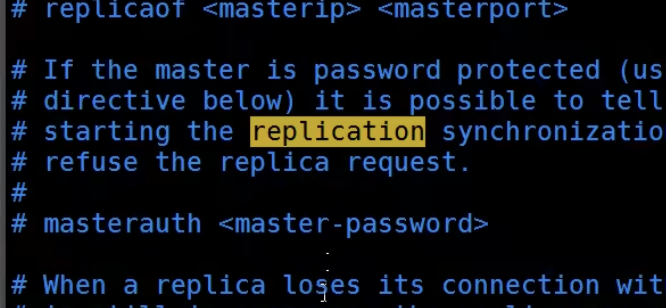 # replicaof <masterip> <masterport>
# If the master is password protected (us
# directive below) it is possible to tell
# starting the replication synchronizatio
# refuse the replica request.
#
# masterauth <master-password>
# When a replica loses its connection wit